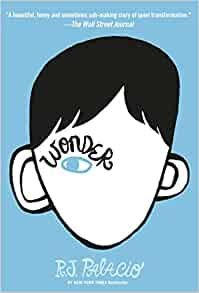 "A beautiful, funny and sometimes sob-making story of quiet transformation."
—The Wall Street Journal
WONDER
R.J. PALACIO
#1 NEW YORK TIMES Bestseller